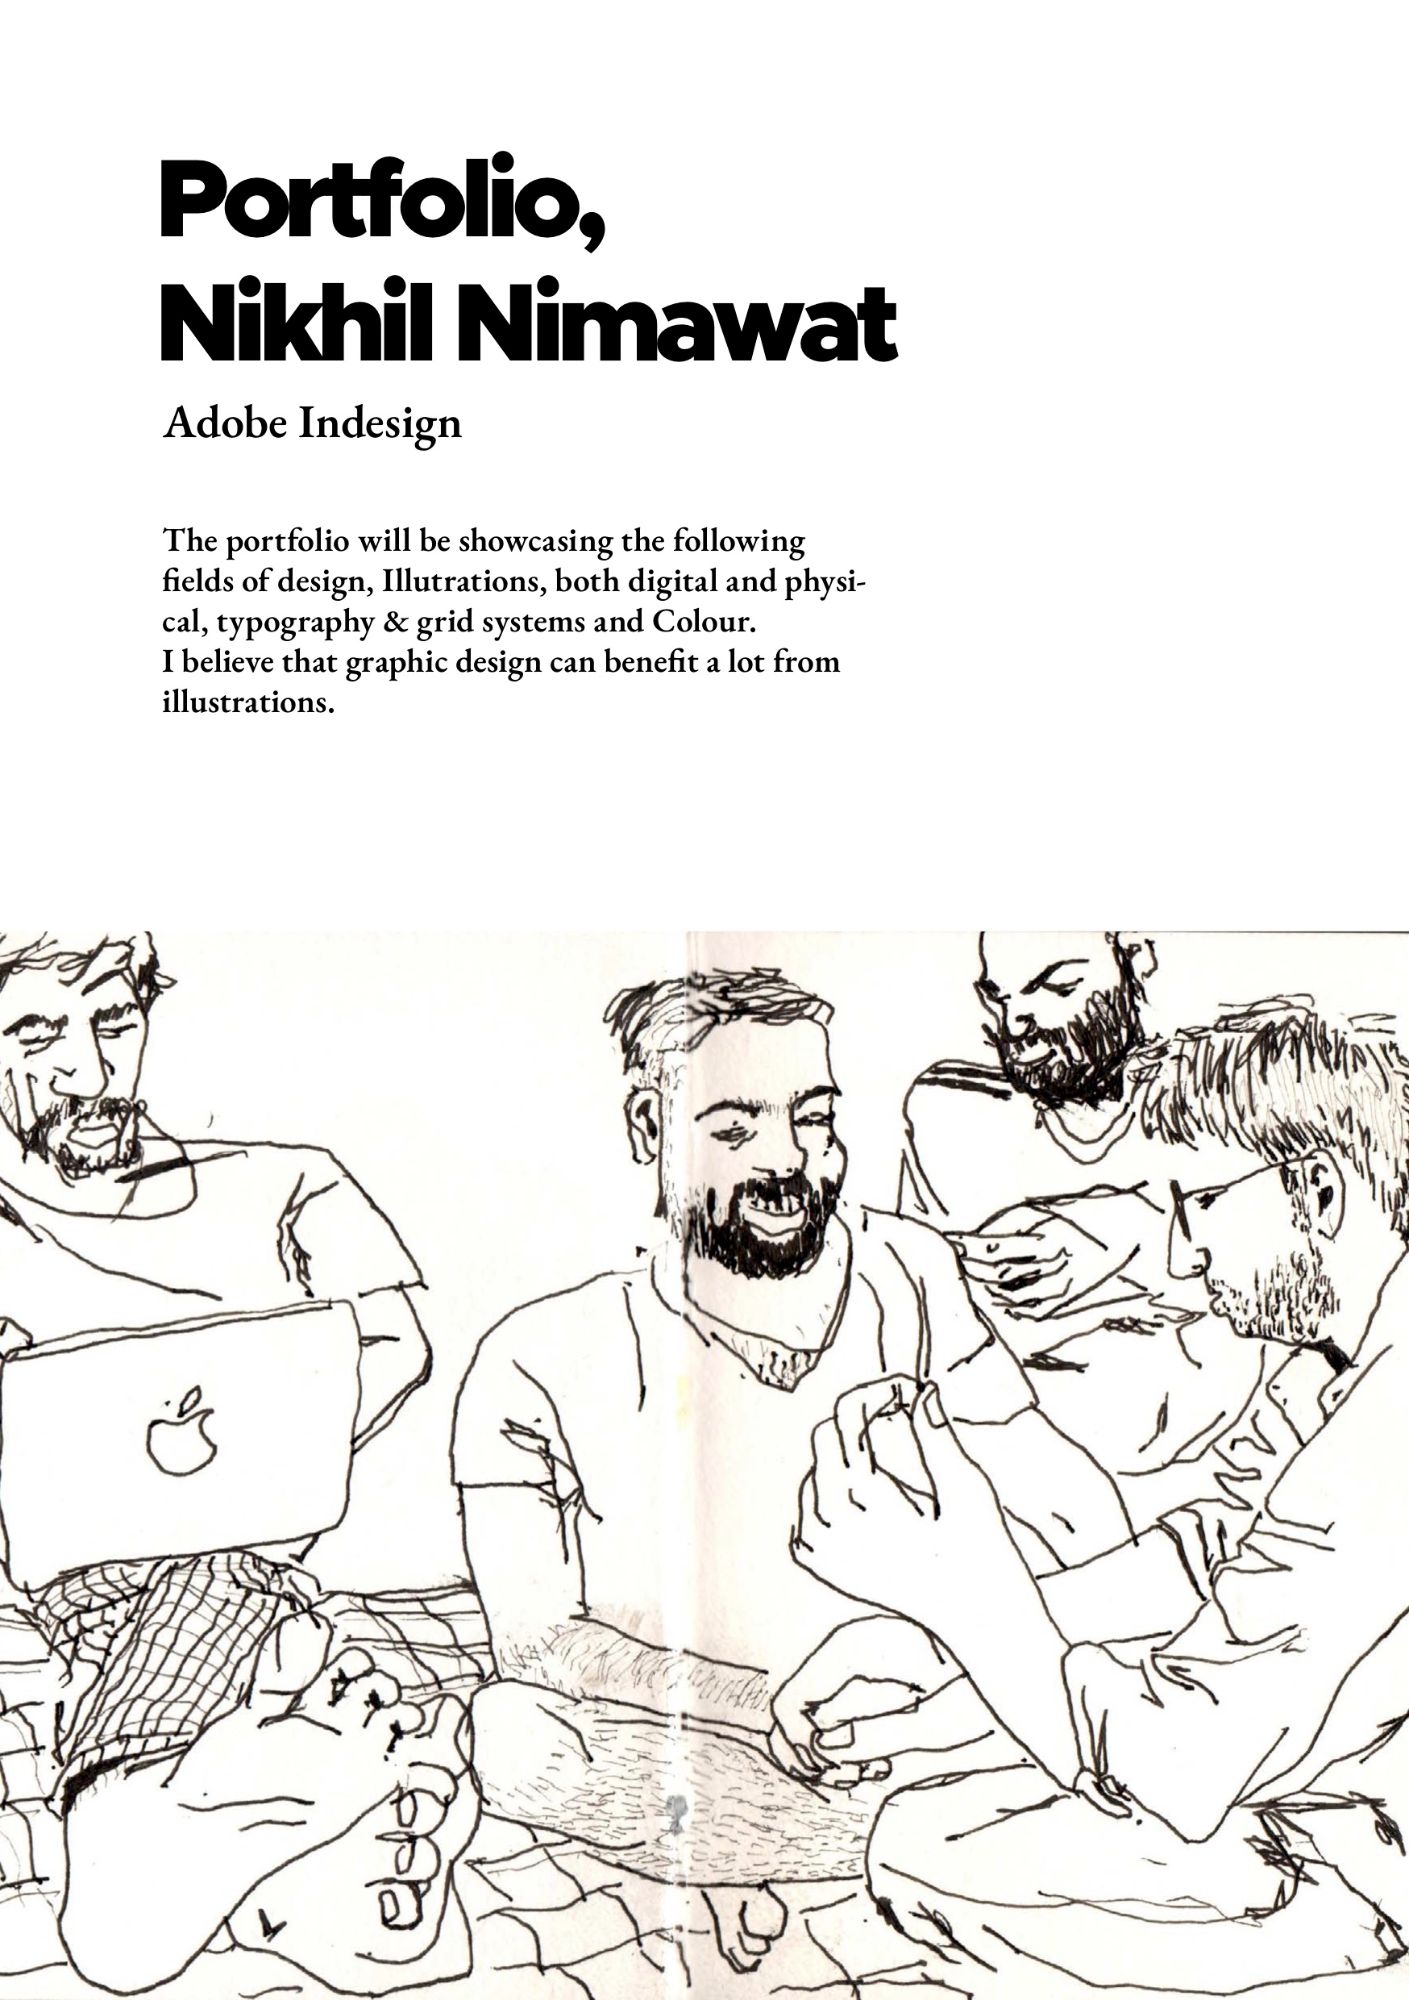 Portfolio,
Nikhil Nimawat
Adobe Indesign
The portfolio will be showcasing the following
fields of design, Illutrations, both digital and physi-
cal, typography & grid systems and Colour.
I believe that graphic design can benefit a lot from
illustrations.